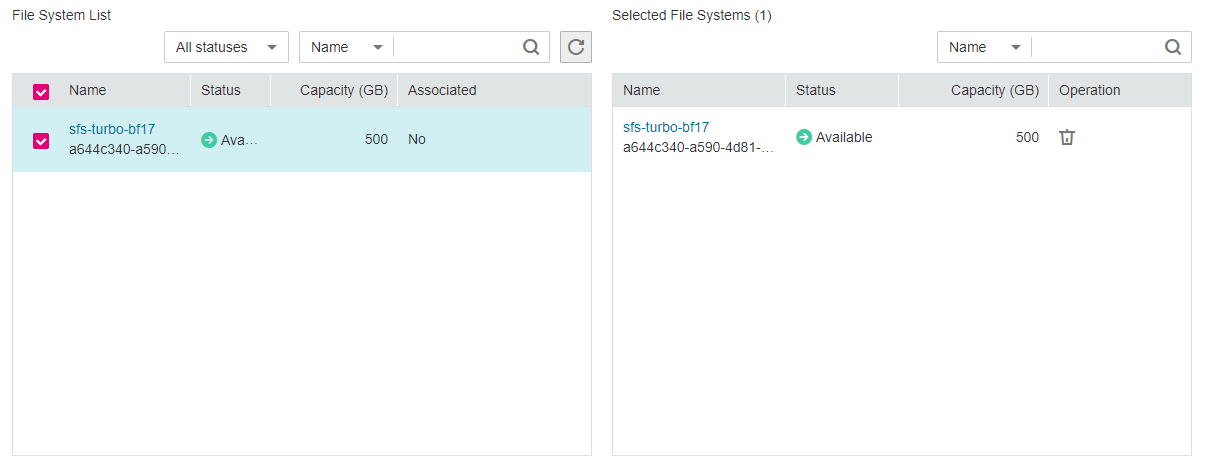 File System List
All statuses
Name
Name Status Capacity (GB) Associated
sfs-turbo-bf17
a644c340-a590...
Ava... 500 No
Selected File Systems (1)
Name
Name Status Capacity (GB) Operation
sfs-turbo-bf17
a644c340-a590-4d81-...
Available 500